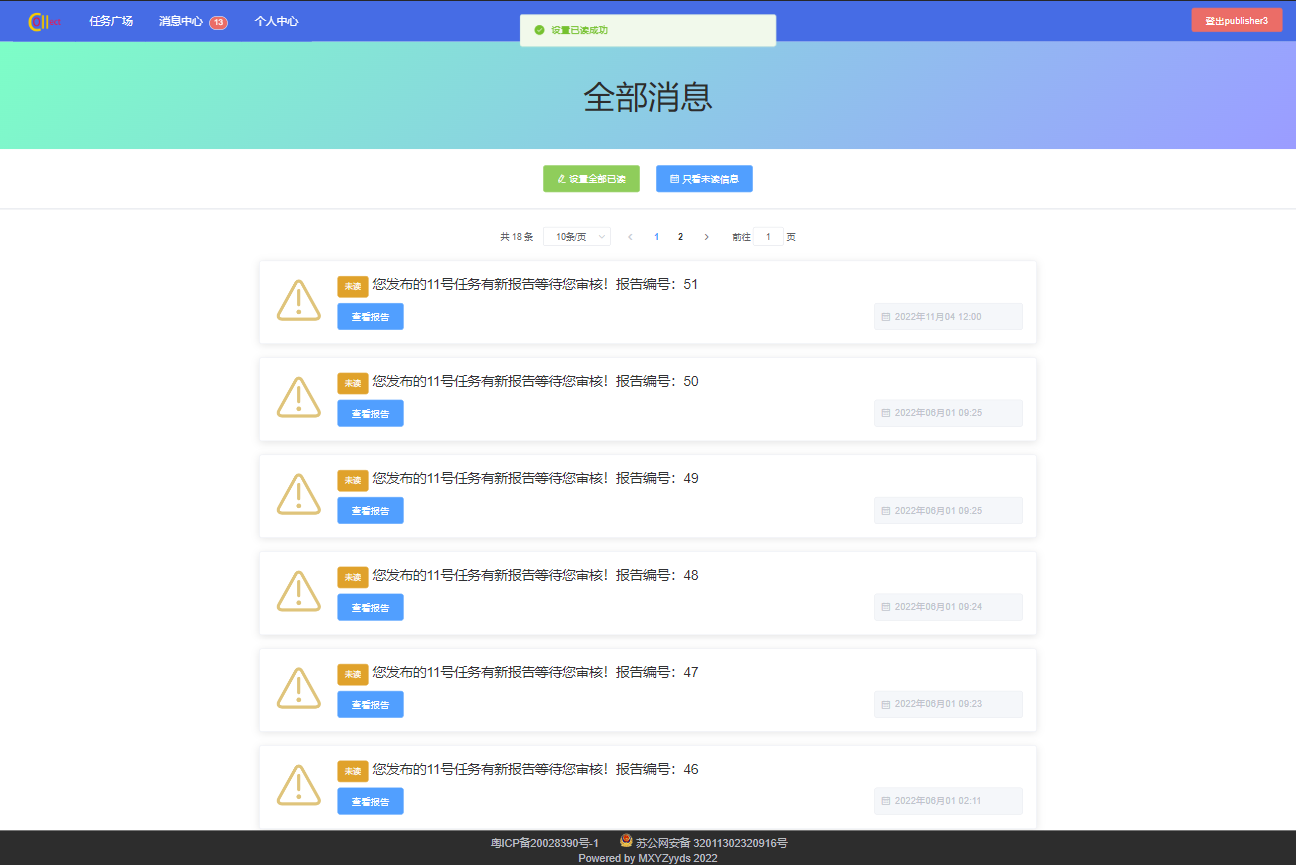 任务广场 消息中心 13 个人中心
设置已读成功
登出publisher3
全部消息
设置全部已读 只看未读信息
共 18 条 10条/页 1 2 前往 1 页
未读 您发布的11号任务有新报告等待您审核！报告编号：51
查看报告 2022年11月04 12:00
未读 您发布的11号任务有新报告等待您审核！报告编号：50
查看报告 2022年06月01 09:25
未读 您发布的11号任务有新报告等待您审核！报告编号：49
查看报告 2022年06月01 09:25
未读 您发布的11号任务有新报告等待您审核！报告编号：48
查看报告 2022年06月01 09:24
未读 您发布的11号任务有新报告等待您审核！报告编号：47
查看报告 2022年06月01 09:23
未读 您发布的11号任务有新报告等待您审核！报告编号：46
查看报告 2022年06月01 02:11
粤ICP备20028390号-1 苏公网安备 32011302320916号
Powered by MXYZyyds 2022